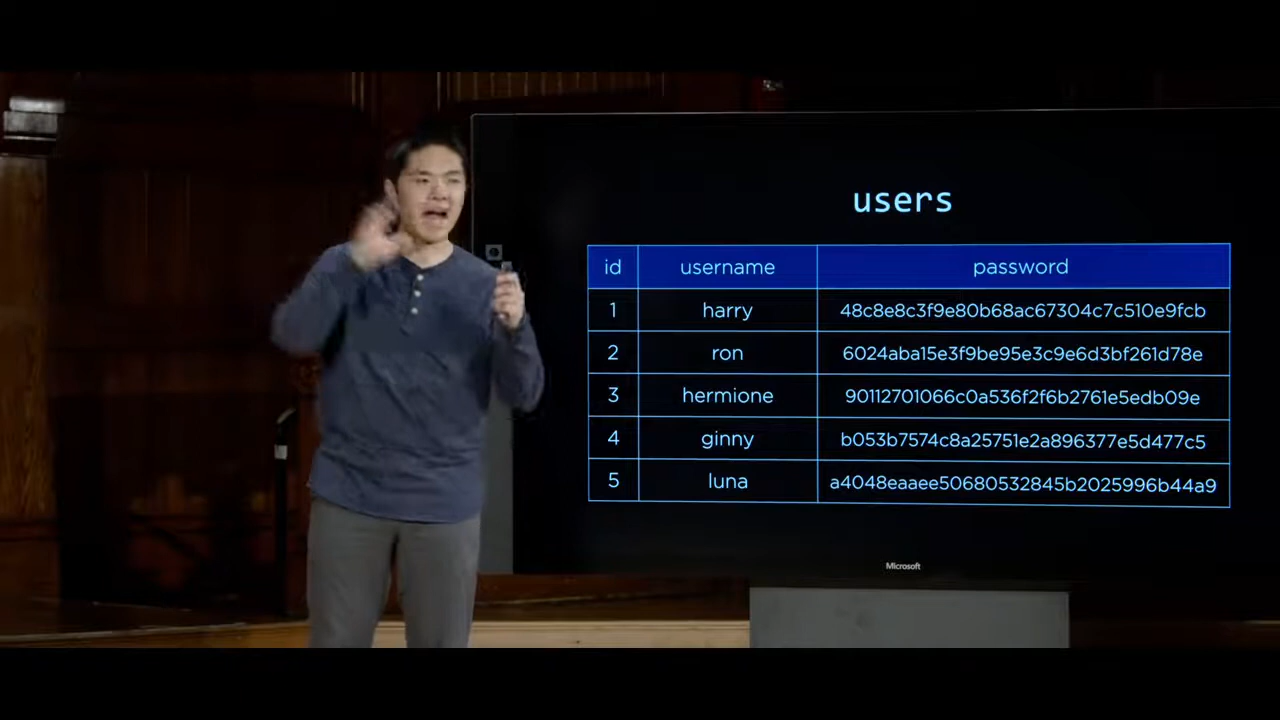 users
id username password
1 harry 48c8e8c3f9e80b68ac67304c7c510e9fcb
2 ron 6024aba15e3f9be95e3c9e6d3bf261d78e
3 hermione 90112701066c0a536f2f6b2761e5edb09e
4 ginny b053b7574c8a25751e2a896377e5d477c5
5 luna a4048eaaee50680532845b2025996b44a9
Microsoft